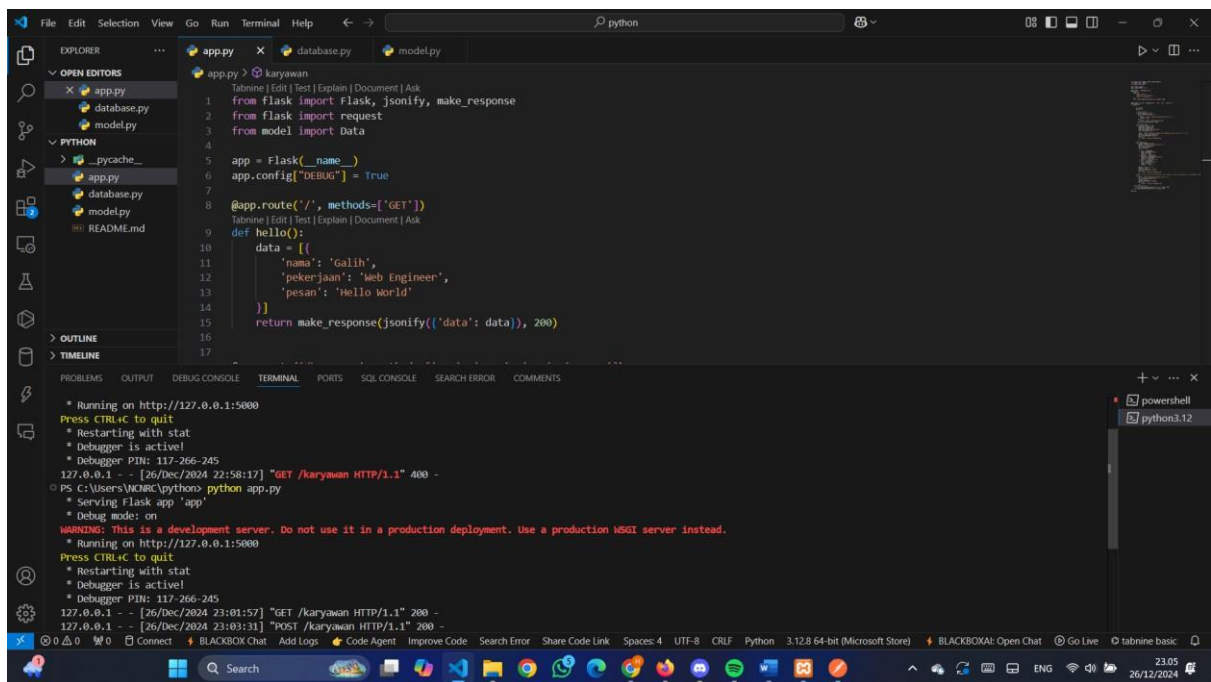 File Edit Selection View Go Run Terminal Help
python
EXPLORER
OPEN EDITORS
app.py
database.py
model.py
PYTHON
__pycache__
app.py
database.py
model.py
README.md
OUTLINE
TIMELINE
app.py database.py model.py
app.py > karyawan
Tabnine | Edit | Test | Explain | Document | Ask
1 from flask import Flask, jsonify, make_response
2 from flask import request
3 from model import Data
4
5 app = Flask(__name__)
6 app.config["DEBUG"] = True
7
8 @app.route('/', methods=['GET'])
Tabnine | Edit | Test | Explain | Document | Ask
9 def hello():
10 data = [{
11 'nama': 'Galih',
12 'pekerjaan': 'Web Engineer',
13 'pesan': 'Hello World'
14 }]
15 return make_response(jsonify({'data': data}), 200)
16
17
PROBLEMS OUTPUT DEBUG CONSOLE TERMINAL PORTS SQL CONSOLE SEARCH ERROR COMMENTS
powershell
python3.12
* Running on http://127.0.0.1:5000
Press CTRL+C to quit
* Restarting with stat
* Debugger is active!
* Debugger PIN: 117-266-245
127.0.0.1 - - [26/Dec/2024 22:58:17] "GET /karyawan HTTP/1.1" 400 -
PS C:\Users\NCNRC\python> python app.py
* Serving Flask app 'app'
* Debug mode: on
WARNING: This is a development server. Do not use it in a production deployment. Use a production WSGI server instead.
* Running on http://127.0.0.1:5000
Press CTRL+C to quit
* Restarting with stat
* Debugger is active!
* Debugger PIN: 117-266-245
127.0.0.1 - - [26/Dec/2024 23:01:57] "GET /karyawan HTTP/1.1" 200 -
127.0.0.1 - - [26/Dec/2024 23:03:31] "POST /karyawan HTTP/1.1" 200 -
0 0 0 Connect BLACKBOX Chat Add Logs Code Agent Improve Code Search Error Share Code Link Spaces: 4 UTF-8 CRLF Python 3.12.8 64-bit (Microsoft Store) BLACKBOXAI: Open Chat Go Live tabnine basic
Search
ENG
23.05
26/12/2024